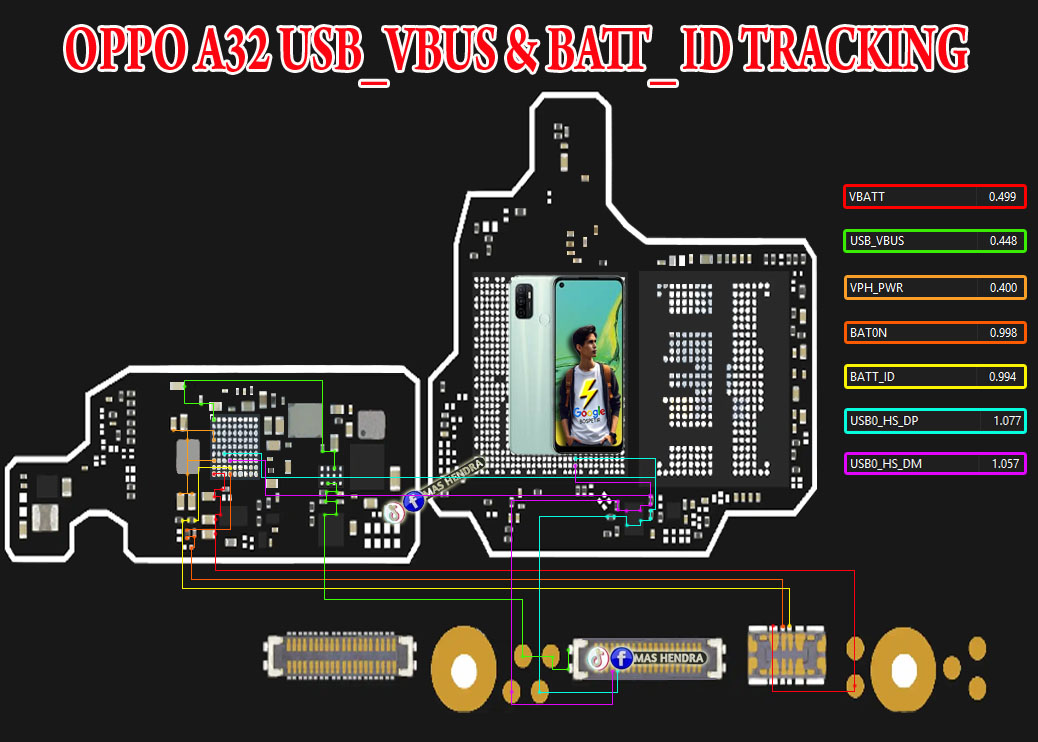 OPPO A32 USB_VBUS & BATT_ID TRACKING
VBATT 0.499
USB_VBUS 0.448
VPH_PWR 0.400
BAT0N 0.998
BATT_ID 0.994
USB0_HS_DP 1.077
USB0_HS_DM 1.057
Google
MAS HENDRA
MAS HENDRA